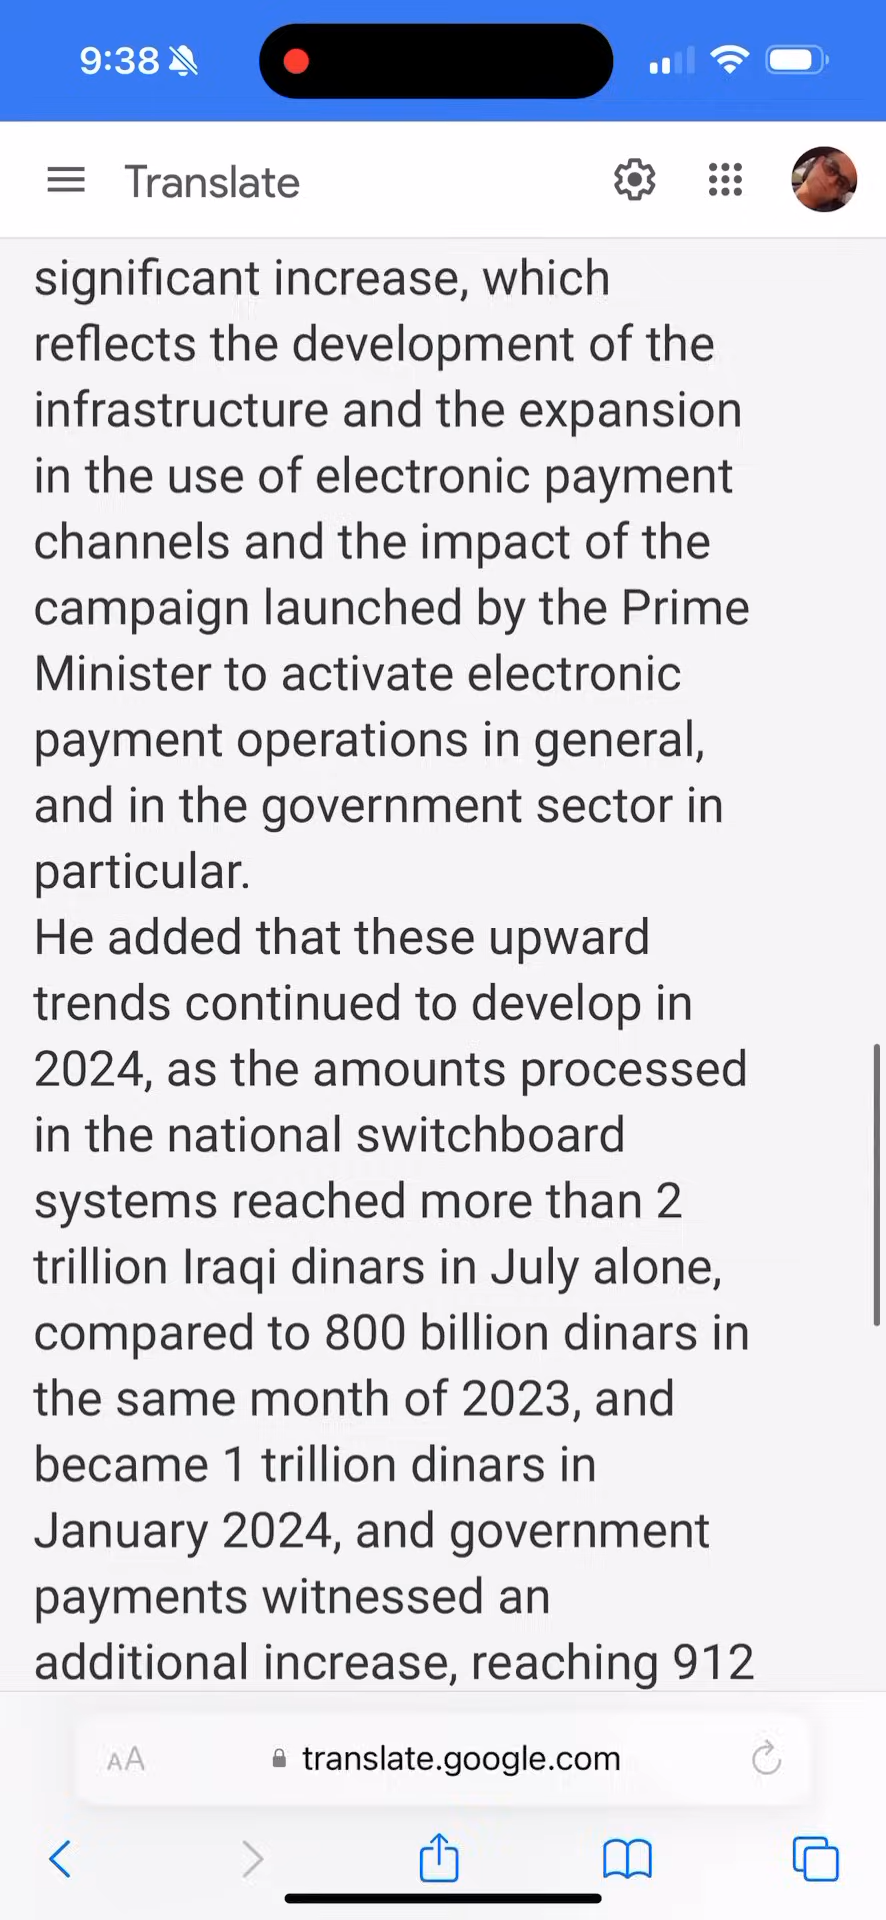 9:38
Translate
significant increase, which
reflects the development of the
infrastructure and the expansion
in the use of electronic payment
channels and the impact of the
campaign launched by the Prime
Minister to activate electronic
payment operations in general,
and in the government sector in
particular.
He added that these upward
trends continued to develop in
2024, as the amounts processed
in the national switchboard
systems reached more than 2
trillion Iraqi dinars in July alone,
compared to 800 billion dinars in
the same month of 2023, and
became 1 trillion dinars in
January 2024, and government
payments witnessed an
additional increase, reaching 912
AA translate.google.com